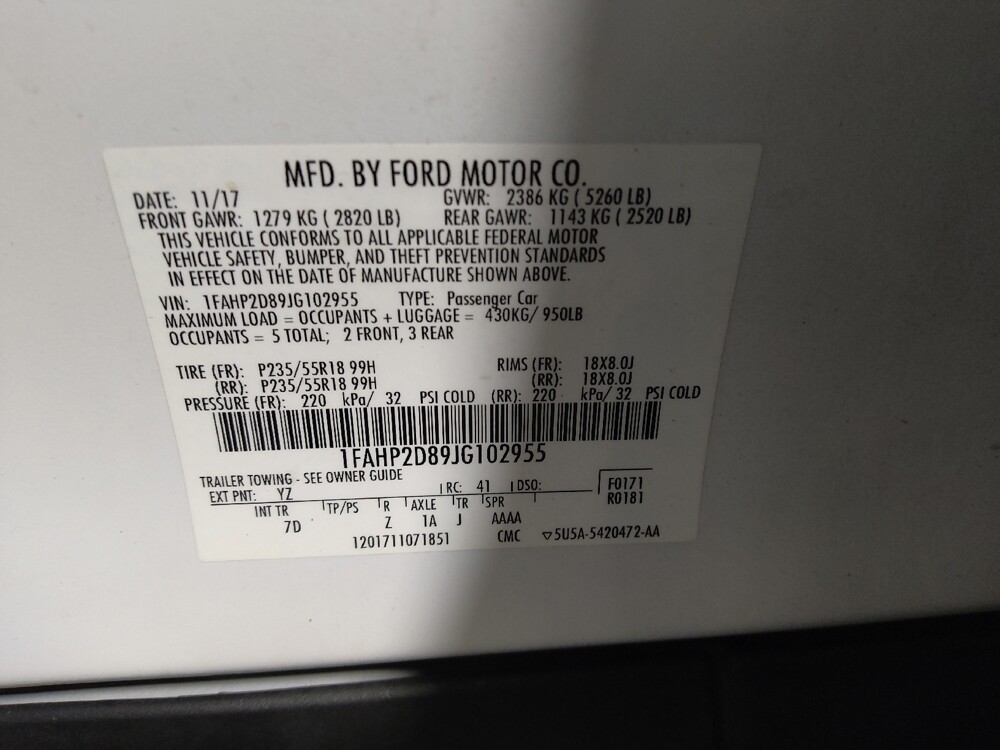 MFD. BY FORD MOTOR CO.
DATE: 11/17 GVWR: 2386 KG ( 5260 LB)
FRONT GAWR: 1279 KG ( 2820 LB) REAR GAWR: 1143 KG ( 2520 LB)
THIS VEHICLE CONFORMS TO ALL APPLICABLE FEDERAL MOTOR
VEHICLE SAFETY, BUMPER, AND THEFT PREVENTION STANDARDS
IN EFFECT ON THE DATE OF MANUFACTURE SHOWN ABOVE.
VIN: 1FAHP2D89JG102955 TYPE: Passenger Car
MAXIMUM LOAD = OCCUPANTS + LUGGAGE = 430KG/ 950LB
OCCUPANTS = 5 TOTAL; 2 FRONT, 3 REAR
TIRE (FR): P235/55R18 99H RIMS (FR): 18X8.0J
(RR): P235/55R18 99H (RR): 18X8.0J
PRESSURE (FR): 220 kPa/ 32 PSI COLD (RR): 220 kPa/ 32 PSI COLD
1FAHP2D89JG102955
TRAILER TOWING - SEE OWNER GUIDE
EXT PNT: YZ RC: 41 DSO: F0171
R0181
INT TR TP/PS R AXLE TR SPR
7D Z 1A J AAAA
1201711071851 CMC ▽5U5A-5420472-AA